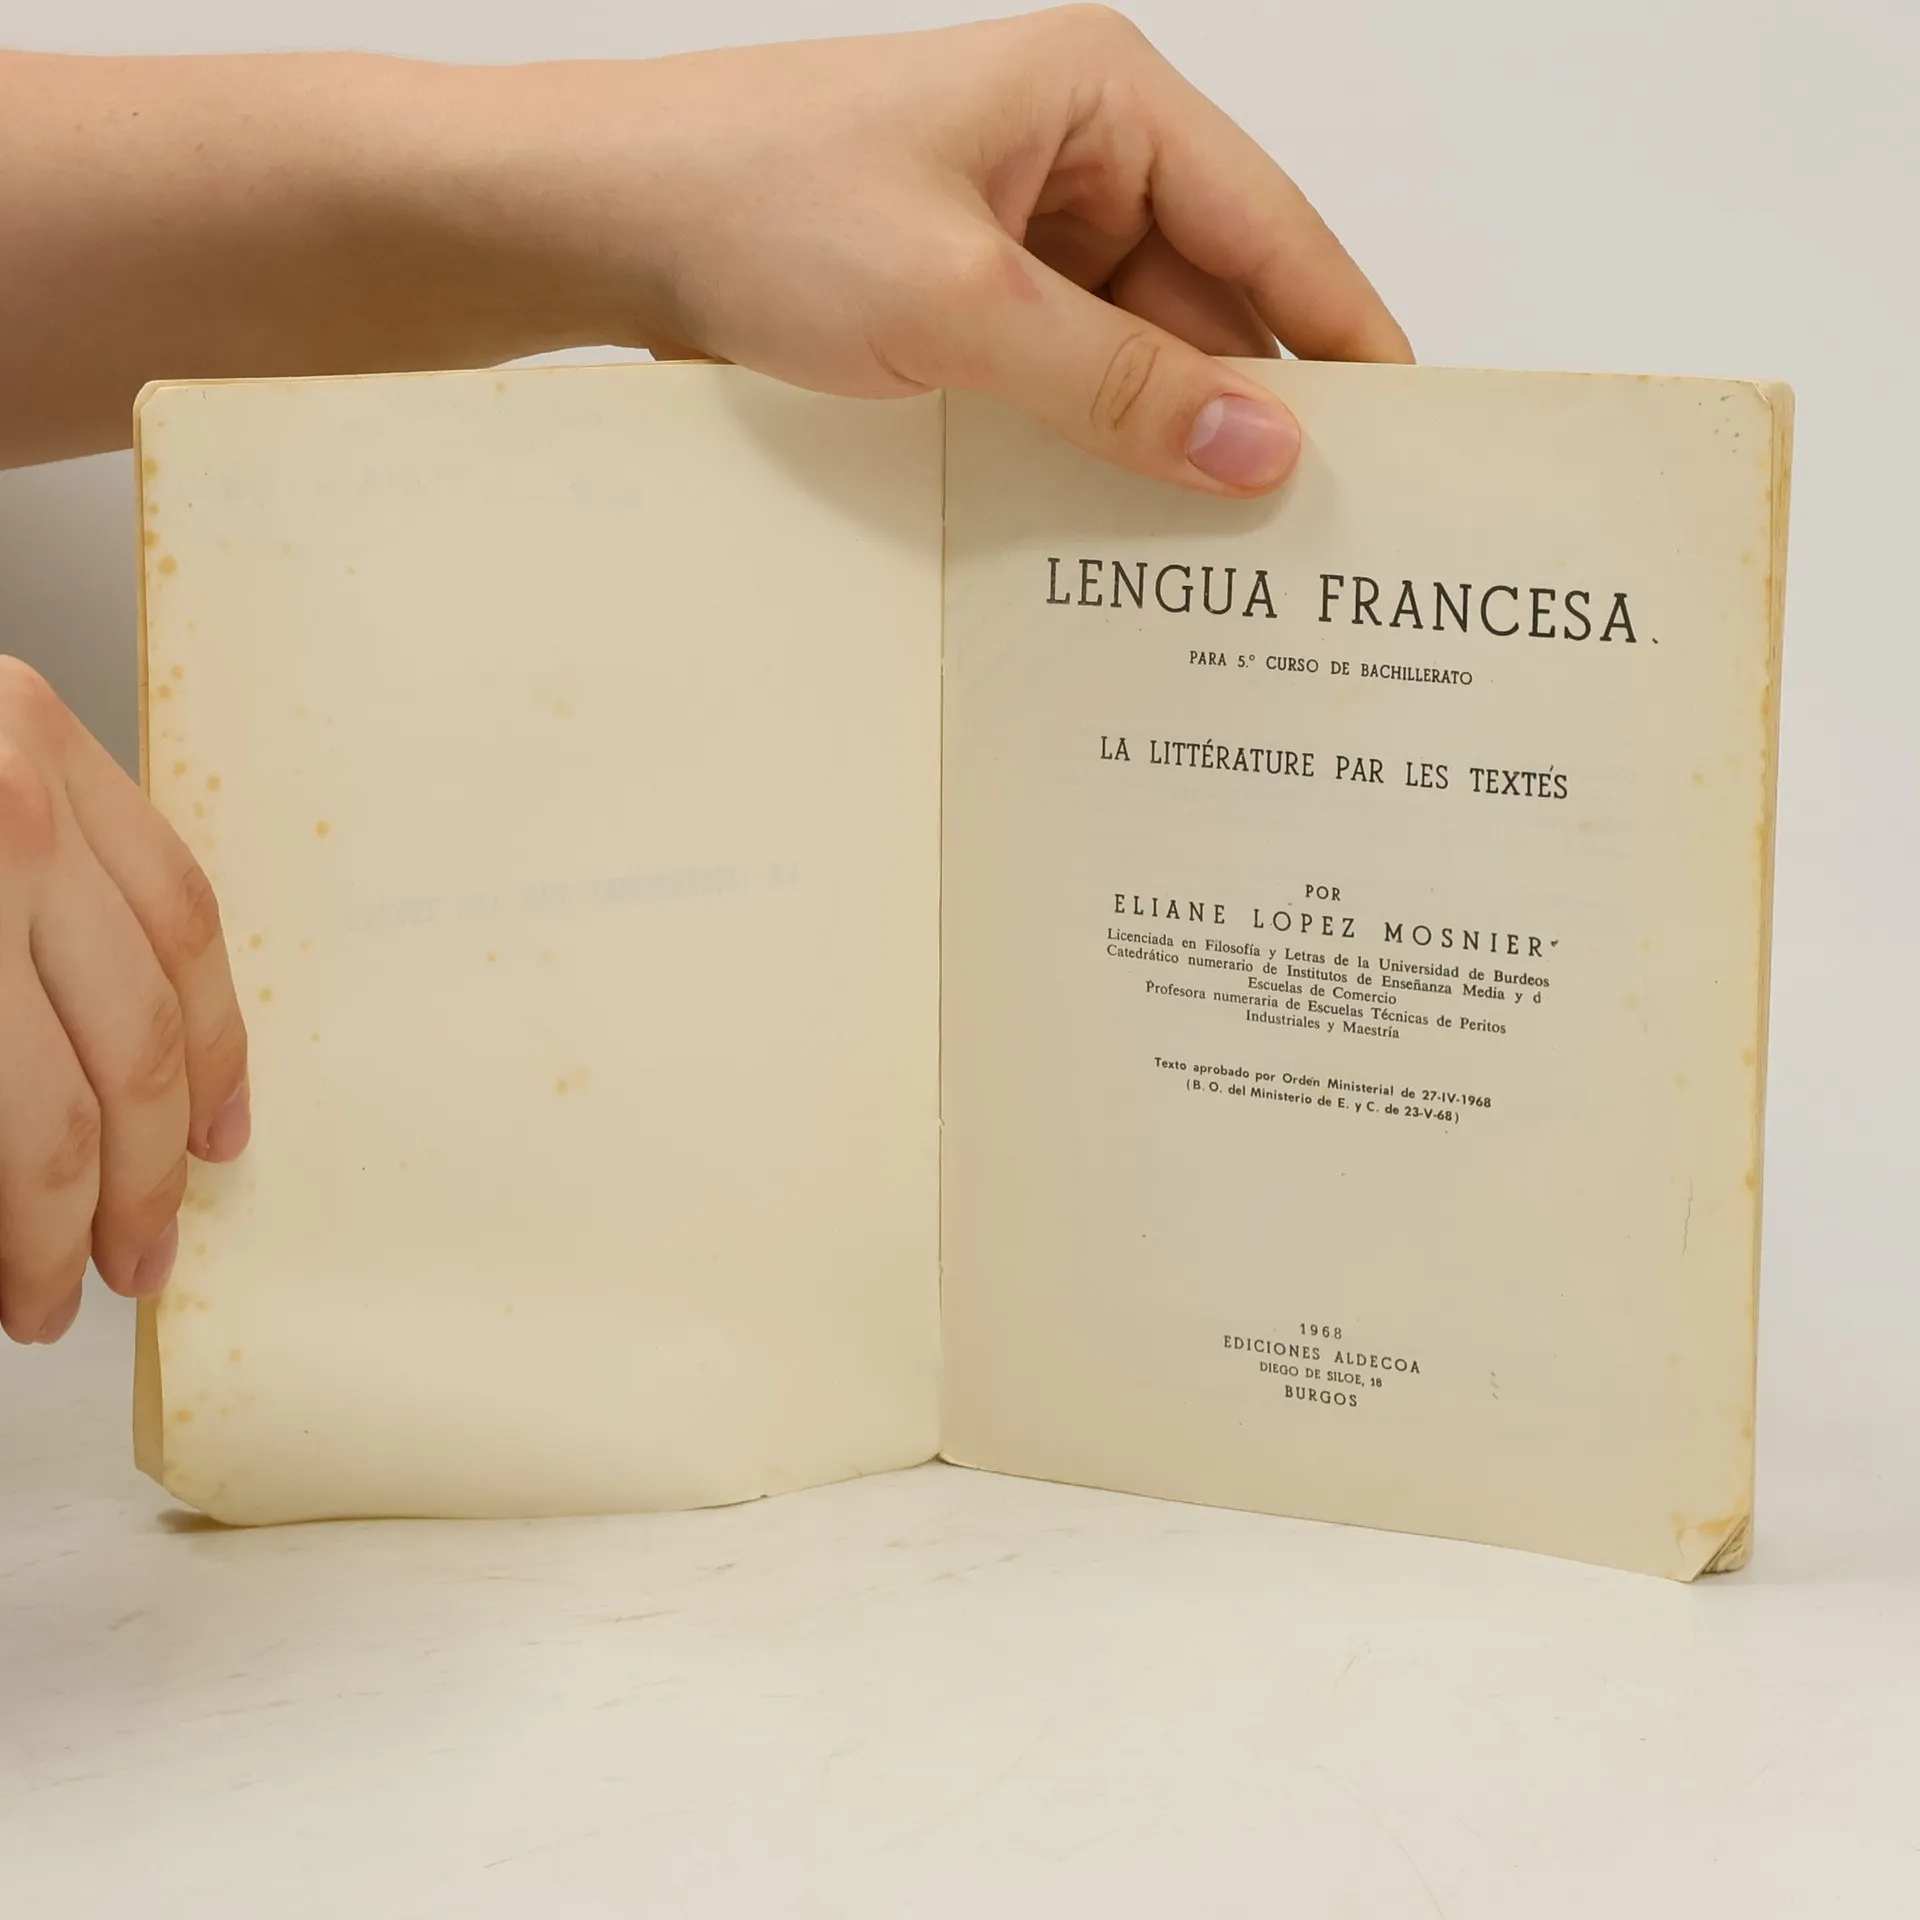 LENGUA FRANCESA
PARA 5.º CURSO DE BACHILLERATO
LA LITTÉRATURE PAR LES TEXTES
POR
ELIANE LOPEZ MOSNIER
Licenciada en Filosofía y Letras de la Universidad de Burdeos
Catedrático numerario de Institutos de Enseñanza Media y d
Escuelas de Comercio
Profesora numeraria de Escuelas Técnicas de Peritos
Industriales y Maestría
Texto aprobado por Orden Ministerial de 27-IV-1968
(B. O. del Ministerio de E. y C. de 23-V-68)
1968
EDICIONES ALDECOA
DIEGO DE SILOE, 18
BURGOS